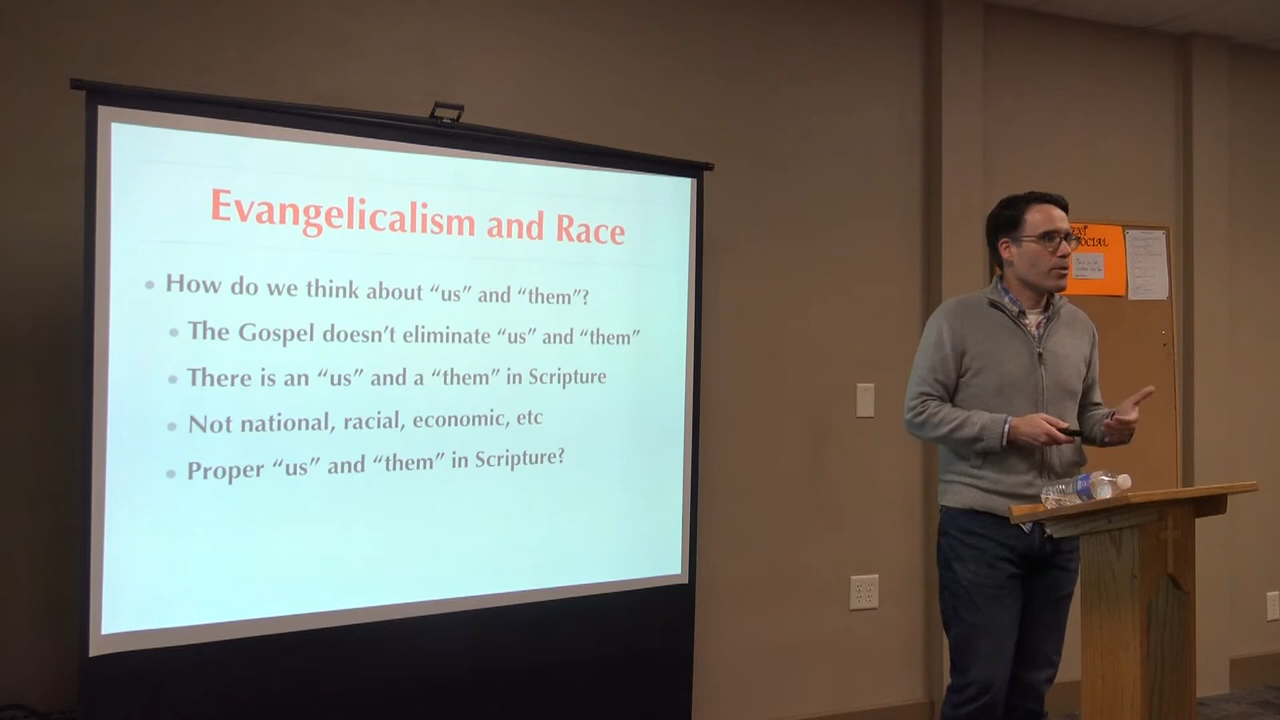 Evangelicalism and Race
How do we think about “us” and “them”?
The Gospel doesn’t eliminate “us” and “them”
There is an “us” and a “them” in Scripture
Not national, racial, economic, etc
Proper “us” and “them” in Scripture?